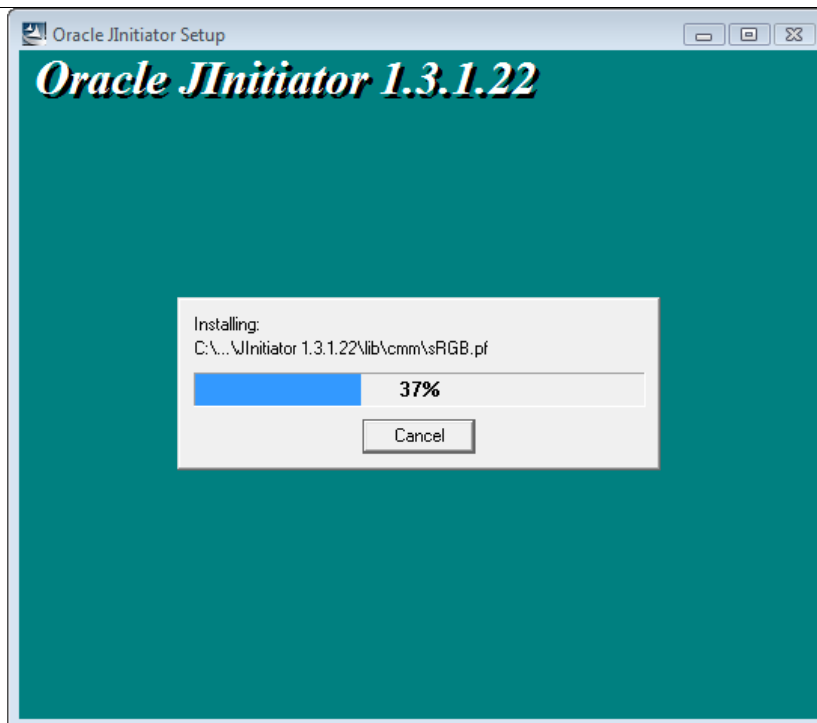 Oracle JInitiator Setup
Oracle JInitiator 1.3.1.22
Installing:
C:\...\JInitiator 1.3.1.22\lib\cmm\sRGB.pf
37%
Cancel